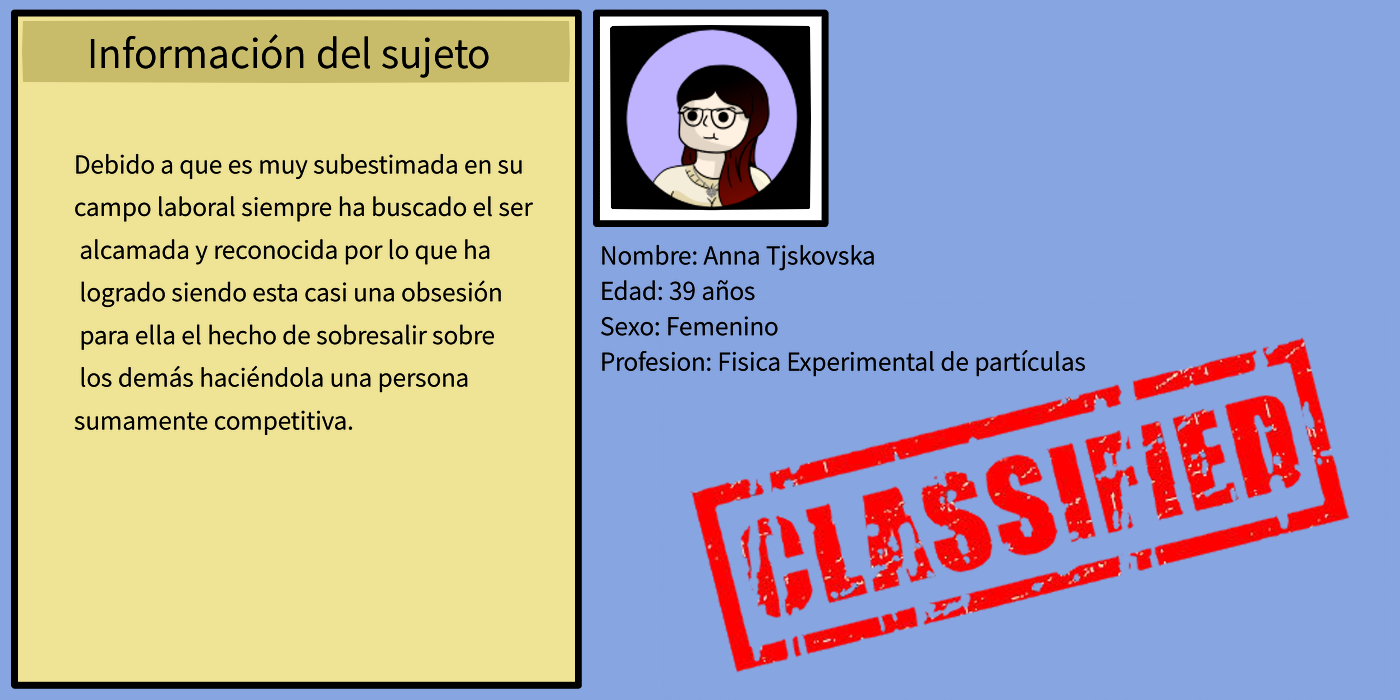 Información del sujeto
Debido a que es muy subestimada en su
campo laboral siempre ha buscado el ser
alcamada y reconocida por lo que ha
logrado siendo esta casi una obsesión
para ella el hecho de sobresalir sobre
los demás haciéndola una persona
sumamente competitiva.
Nombre: Anna Tjskovska
Edad: 39 años
Sexo: Femenino
Profesion: Fisica Experimental de partículas
CLASSIFIED